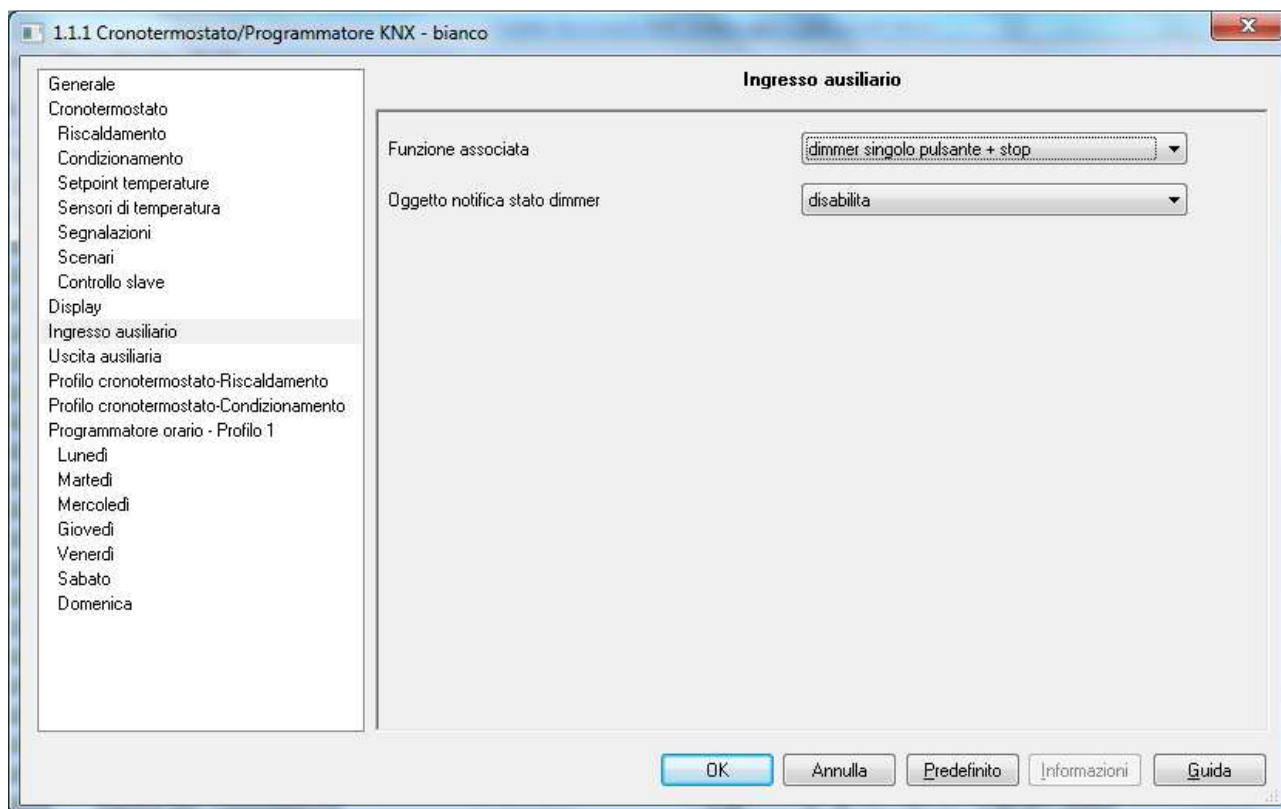 1.1.1 Cronotermostato/Programmatore KNX - bianco
Generale
Cronotermostato
Riscaldamento
Condizionamento
Setpoint temperature
Sensori di temperatura
Segnalazioni
Scenari
Controllo slave
Display
Ingresso ausiliario
Uscita ausiliaria
Profilo cronotermostato-Riscaldamento
Profilo cronotermostato-Condizionamento
Programmatore orario - Profilo 1
Lunedì
Martedì
Mercoledì
Giovedì
Venerdì
Sabato
Domenica
Ingresso ausiliario
Funzione associata dimmer singolo pulsante + stop
Oggetto notifica stato dimmer disabilita
OK Annulla Predefinito Informazioni Guida